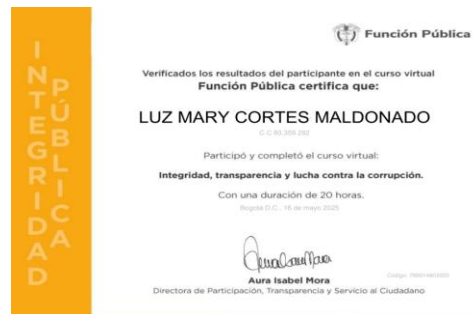 INTEGRIDAD
PÚBLICA
Función Pública
Verificados los resultados del participante en el curso virtual
Función Pública certifica que:
LUZ MARY CORTES MALDONADO
Participó y completó el curso virtual:
Integridad, transparencia y lucha contra la corrupción.
Con una duración de 20 horas.
Bogotá D.C., 16 de mayo 2025
Aura Isabel Mora
Directora de Participación, Transparencia y Servicio al Ciudadano